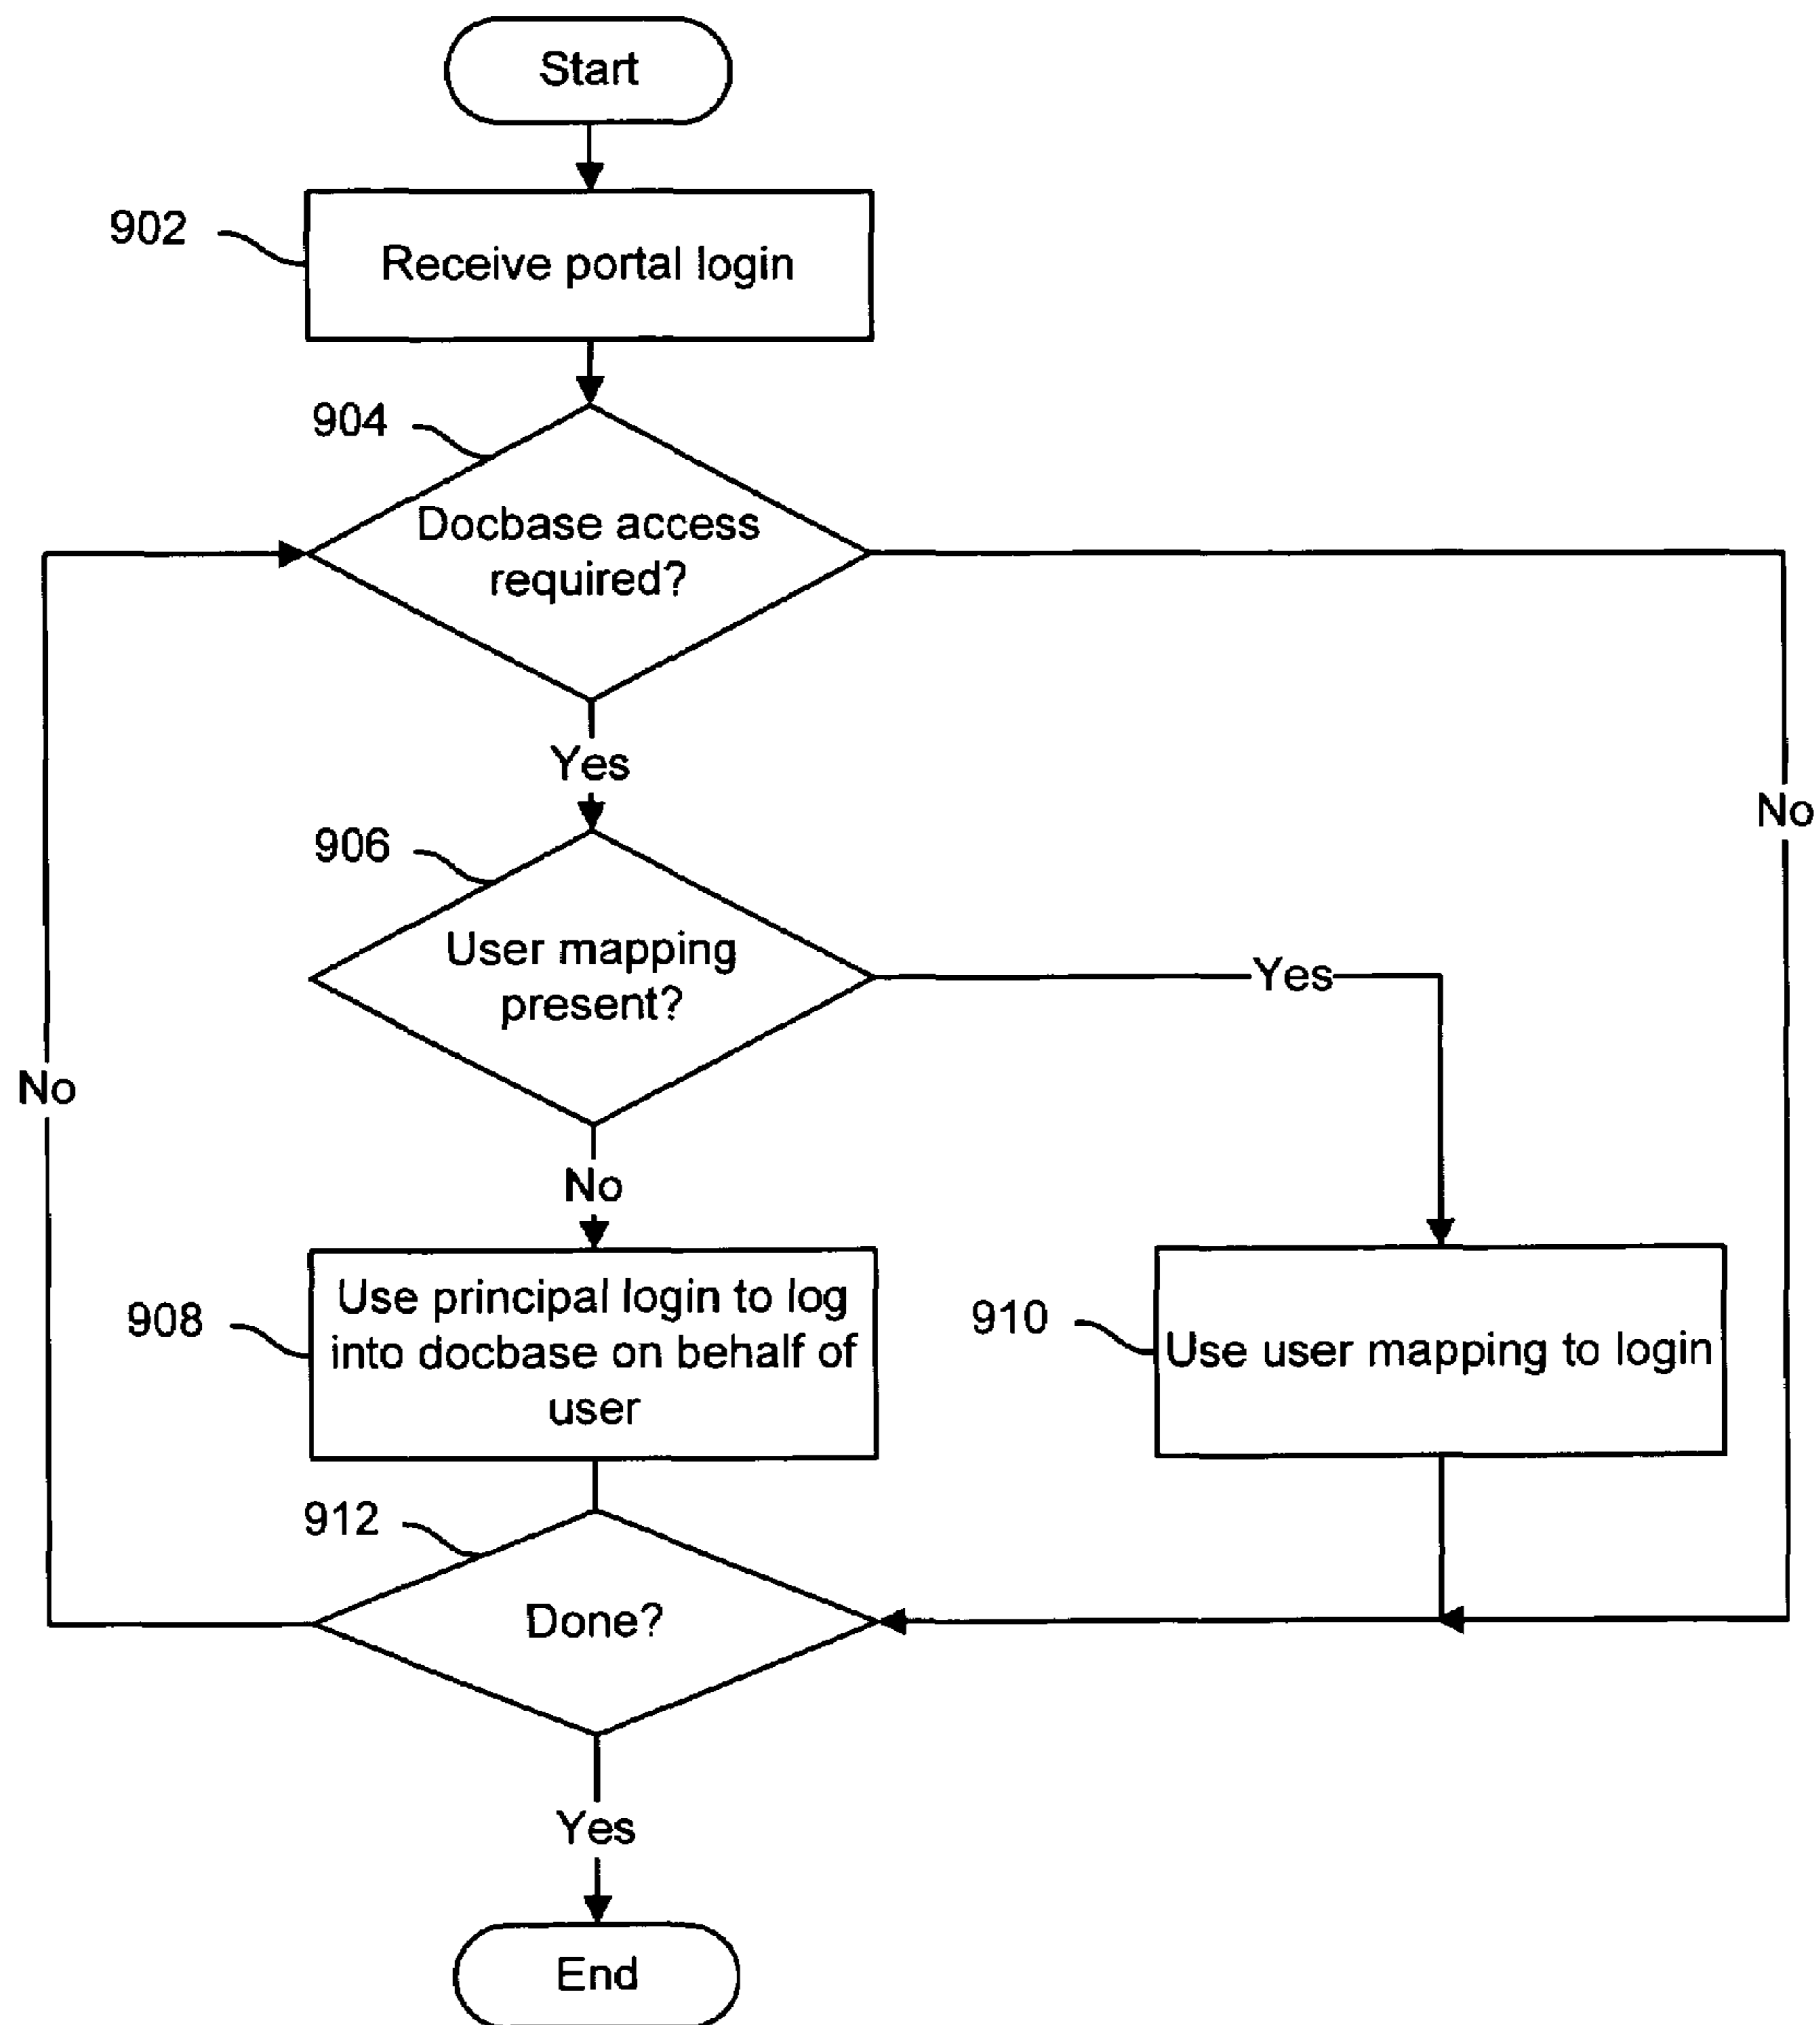 Start
902
Receive portal login
904
Docbase access
required?
Yes
No
906
User mapping
present?
Yes
No
No
908
Use principal login to log
into docbase on behalf of
user
910
Use user mapping to login
912
Done?
Yes
End